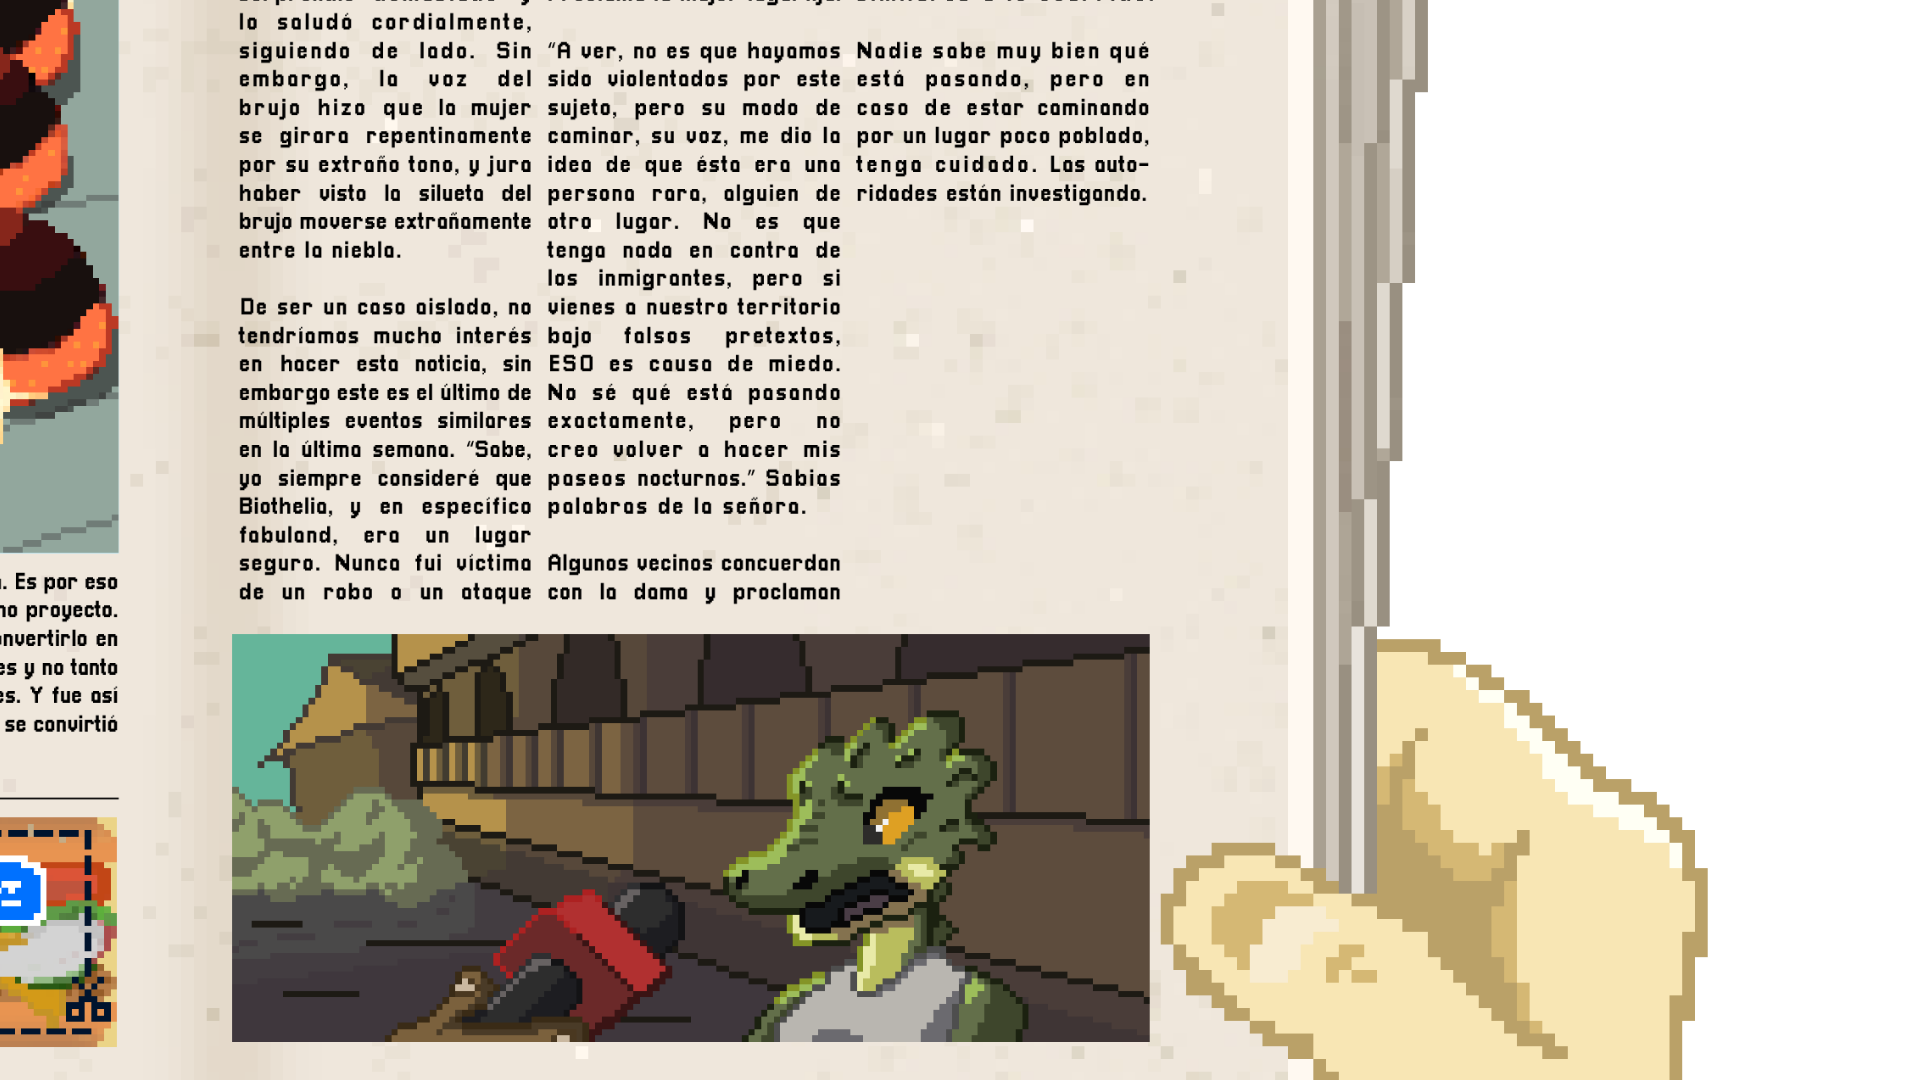 lo saludó cordialmente,
siguiendo de lado. Sin
embargo, la voz del
brujo hizo que la mujer
se girara repentinamente
por su extraño tono, y jura
haber visto la silueta del
brujo moverse extrañamente
entre la niebla.
De ser un caso aislado, no
tendríamos mucho interés
en hacer esta noticia, sin
embargo este es el último de
múltiples eventos similares
en la última semana. "Sabe,
yo siempre consideré que
Biothelia, y en específico
fabuland, era un lugar
seguro. Nunca fui víctima
de un robo o un ataque
"A ver, no es que hayamos
sido violentados por este
sujeto, pero su modo de
caminar, su voz, me dio la
idea de que ésta era una
persona rara, alguien de
otro lugar. No es que
tenga nada en contra de
los inmigrantes, pero si
vienes a nuestro territorio
bajo falsos pretextos,
ESO es causa de miedo.
No sé qué está pasando
exactamente, pero no
creo volver a hacer mis
paseos nocturnos." Sabias
palabras de la señora.
Algunos vecinos concuerdan
con la dama y proclaman
Nadie sabe muy bien qué
está pasando, pero en
caso de estar caminando
por un lugar poco poblado,
tenga cuidado. Las auto-
ridades están investigando.
. Es por eso
proyecto.
nvertirlo en
es y no tanto
es. Y fue así
se convirtió